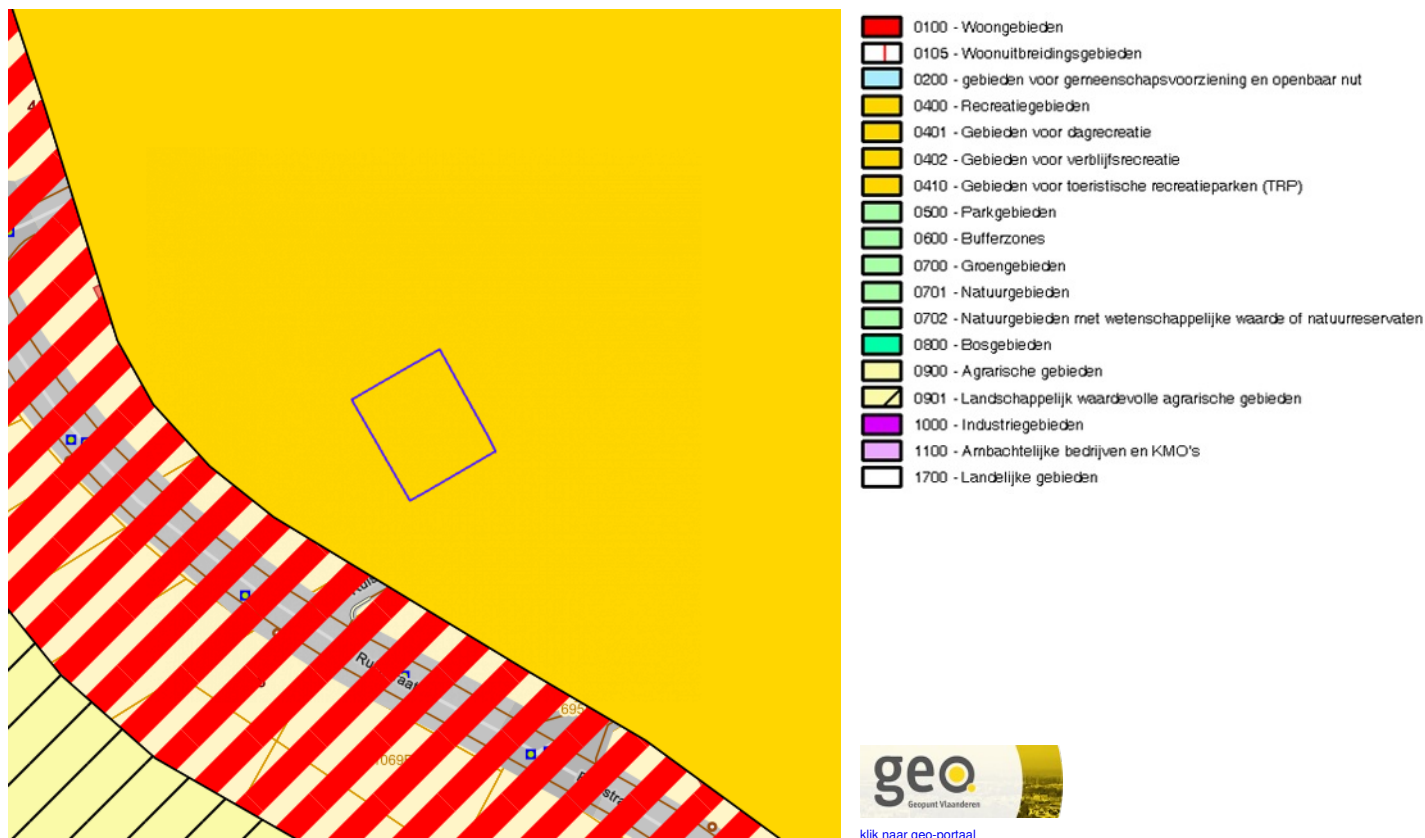 0100 - Woongebieden
0105 - Woonuitbreidingsgebieden
0200 - gebieden voor gemeenschapsvoorziening en openbaar nut
0400 - Recreatiegebieden
0401 - Gebieden voor dagrecreatie
0402 - Gebieden voor verblijfsrecreatie
0410 - Gebieden voor toeristische recreatieparken (TRP)
0500 - Parkgebieden
0600 - Bufferzones
0700 - Groengebieden
0701 - Natuurgebieden
0702 - Natuurgebieden met wetenschappelijke waarde of natuurreservaten
0800 - Bosgebieden
0900 - Agrarische gebieden
0901 - Landschappelijk waardevolle agrarische gebieden
1000 - Industriegebieden
1100 - Ambachtelijke bedrijven en KMO's
1700 - Landelijke gebieden
695
geo
Geopunt Vlaanderen
klik naar geo-portaal